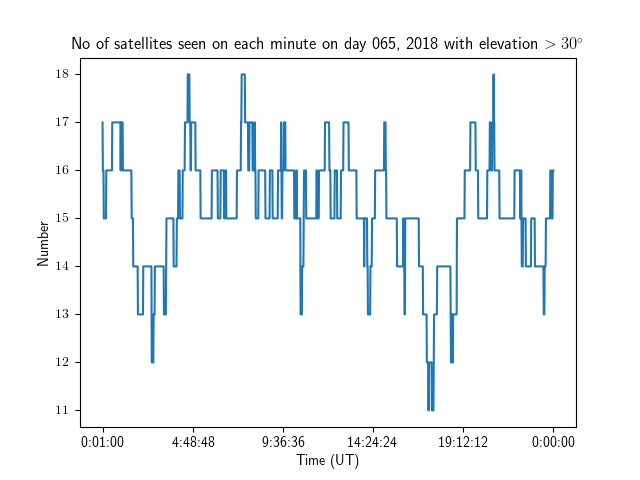 No of satellites seen on each minute on day 065, 2018 with elevation > 30°
18
17
16
15
14
13
12
11
Number
0:01:00 4:48:48 9:36:36 14:24:24 19:12:12 0:00:00
Time (UT)